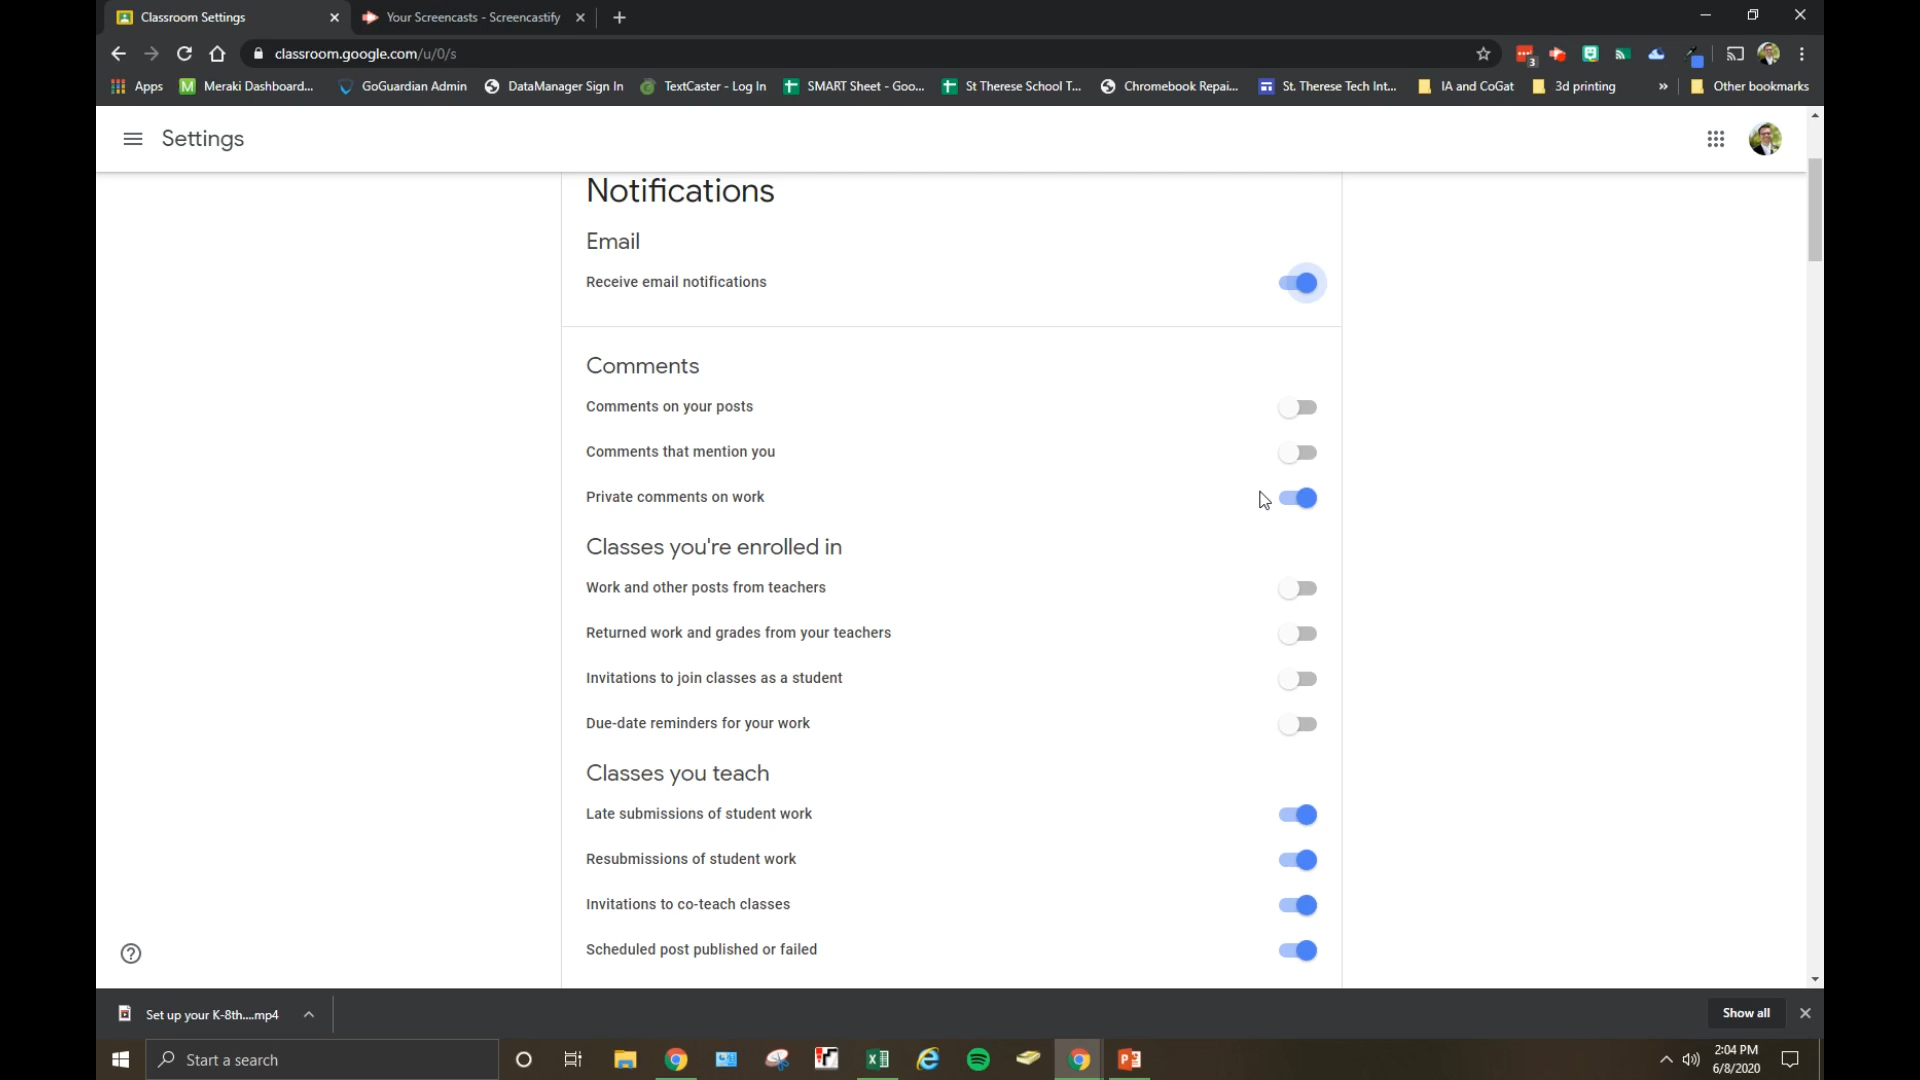 Classroom Settings
Your Screencasts - Screencastify
classroom.google.com/u/0/s
3
Apps
Meraki Dashboard...
GoGuardian Admin
DataManager Sign In
TextCaster - Log In
SMART Sheet - Goo...
St Therese School T...
Chromebook Repai...
St. Therese Tech Int...
IA and CoGat
3d printing
»
Other bookmarks
Settings
Notifications
Email
Receive email notifications
Comments
Comments on your posts
Comments that mention you
Private comments on work
Classes you're enrolled in
Work and other posts from teachers
Returned work and grades from your teachers
Invitations to join classes as a student
Due-date reminders for your work
Classes you teach
Late submissions of student work
Resubmissions of student work
Invitations to co-teach classes
Scheduled post published or failed
Set up your K-8th....mp4
Show all
Start a search
2:04 PM
6/8/2020